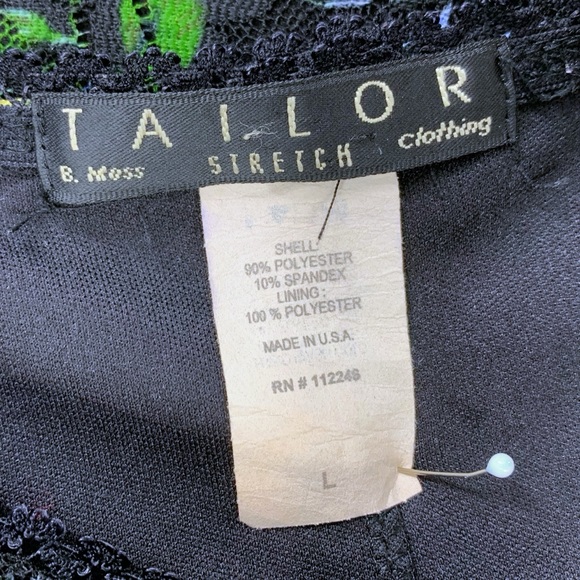 TAILOR
B. Moss STRETCH Clothing
SHELL:
90% POLYESTER
10% SPANDEX
LINING :
100 % POLYESTER
MADE IN U.S.A.
RN # 112246
L